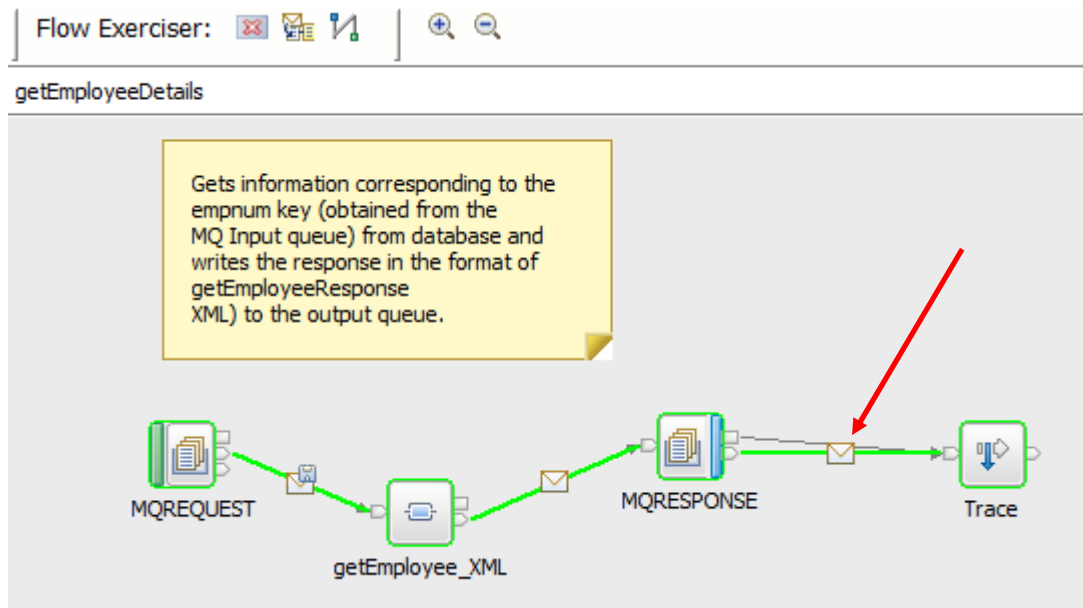 Flow Exerciser:
getEmployeeDetails
Gets information corresponding to the
empnum key (obtained from the
MQ Input queue) from database and
writes the response in the format of
getEmployeeResponse
XML) to the output queue.
MQREQUEST
getEmployee_XML
MQRESPONSE
Trace